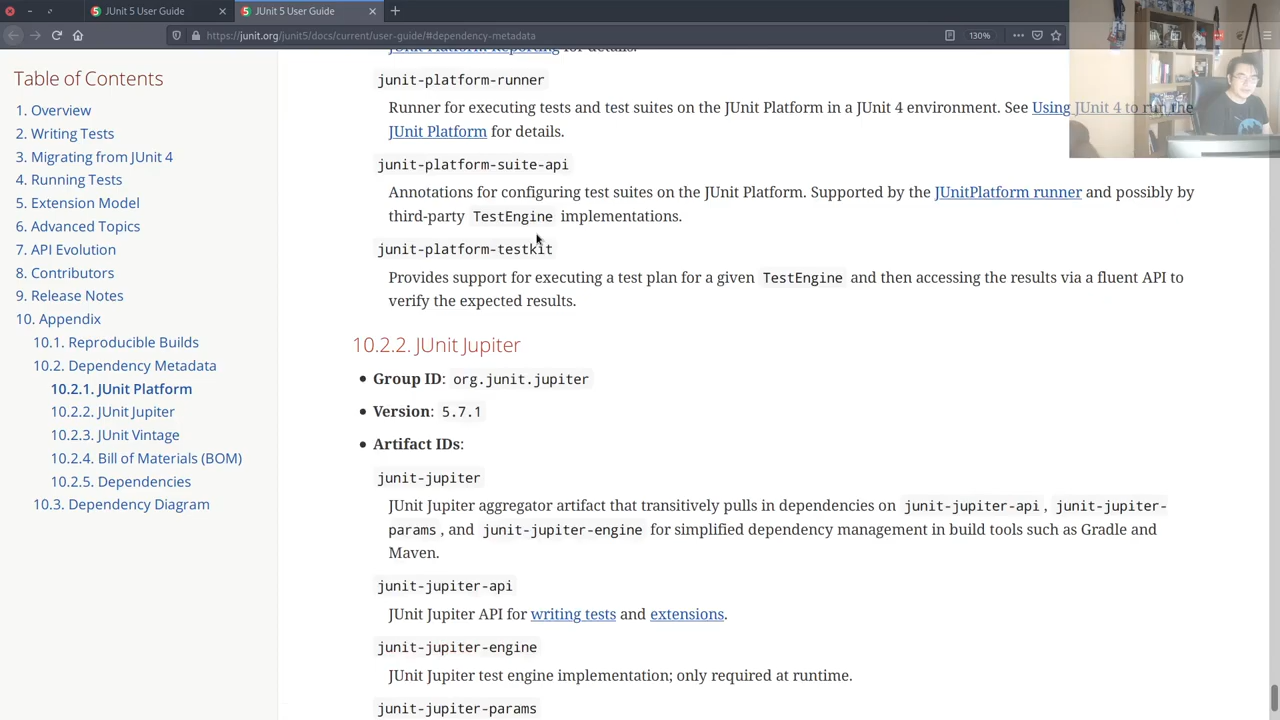 JUnit 5 User Guide
JUnit 5 User Guide
https://junit.org/junit5/docs/current/user-guide/#dependency-metadata
130%
Table of Contents
1. Overview
2. Writing Tests
3. Migrating from JUnit 4
4. Running Tests
5. Extension Model
6. Advanced Topics
7. API Evolution
8. Contributors
9. Release Notes
10. Appendix
10.1. Reproducible Builds
10.2. Dependency Metadata
10.2.1. JUnit Platform
10.2.2. JUnit Jupiter
10.2.3. JUnit Vintage
10.2.4. Bill of Materials (BOM)
10.2.5. Dependencies
10.3. Dependency Diagram
JUnit Platform Reporting for details.
junit-platform-runner
Runner for executing tests and test suites on the JUnit Platform in a JUnit 4 environment. See Using JUnit 4 to run the
JUnit Platform for details.
junit-platform-suite-api
Annotations for configuring test suites on the JUnit Platform. Supported by the JUnitPlatform runner and possibly by
third-party TestEngine implementations.
junit-platform-testkit
Provides support for executing a test plan for a given TestEngine and then accessing the results via a fluent API to
verify the expected results.
10.2.2. JUnit Jupiter
• Group ID: org.junit.jupiter
• Version: 5.7.1
• Artifact IDs:
junit-jupiter
JUnit Jupiter aggregator artifact that transitively pulls in dependencies on junit-jupiter-api, junit-jupiter-
params, and junit-jupiter-engine for simplified dependency management in build tools such as Gradle and
Maven.
junit-jupiter-api
JUnit Jupiter API for writing tests and extensions.
junit-jupiter-engine
JUnit Jupiter test engine implementation; only required at runtime.
junit-jupiter-params